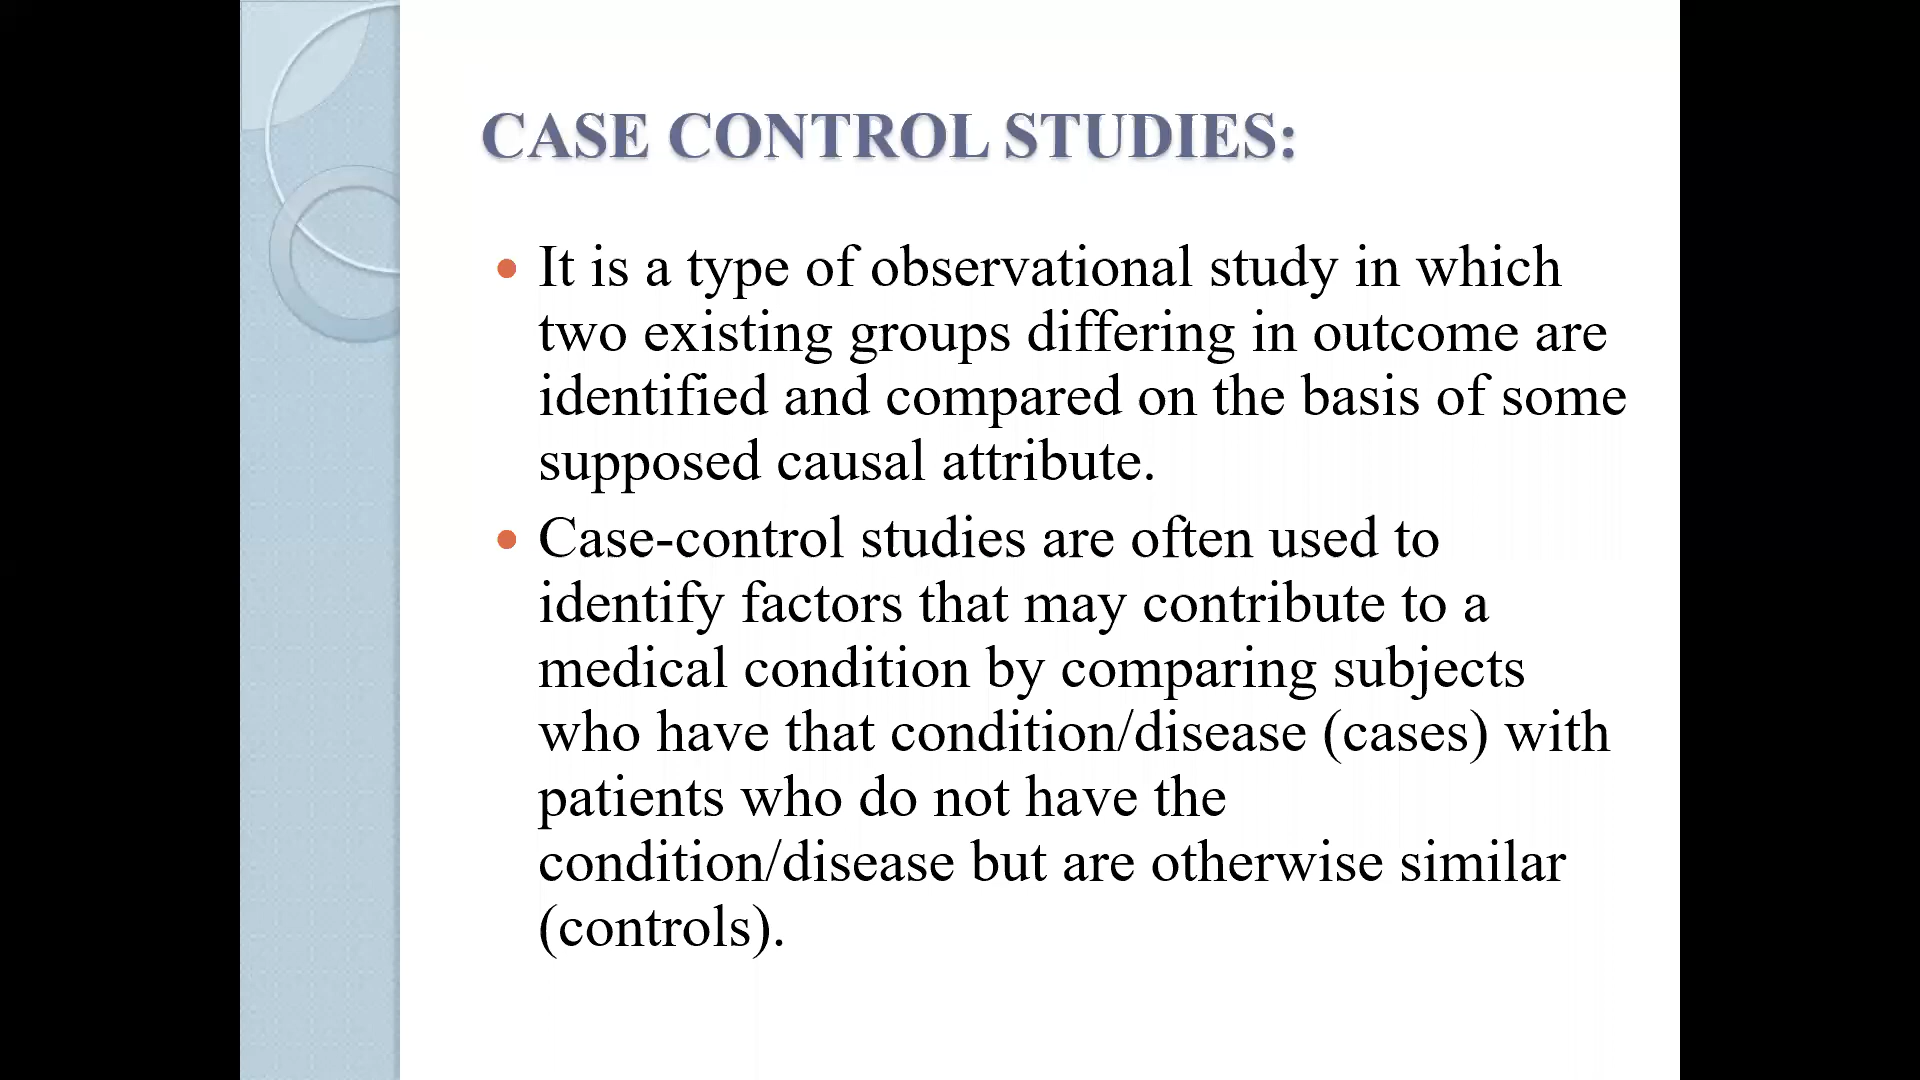 CASE CONTROL STUDIES:
• It is a type of observational study in which
two existing groups differing in outcome are
identified and compared on the basis of some
supposed causal attribute.
• Case-control studies are often used to
identify factors that may contribute to a
medical condition by comparing subjects
who have that condition/disease (cases) with
patients who do not have the
condition/disease but are otherwise similar
(controls).